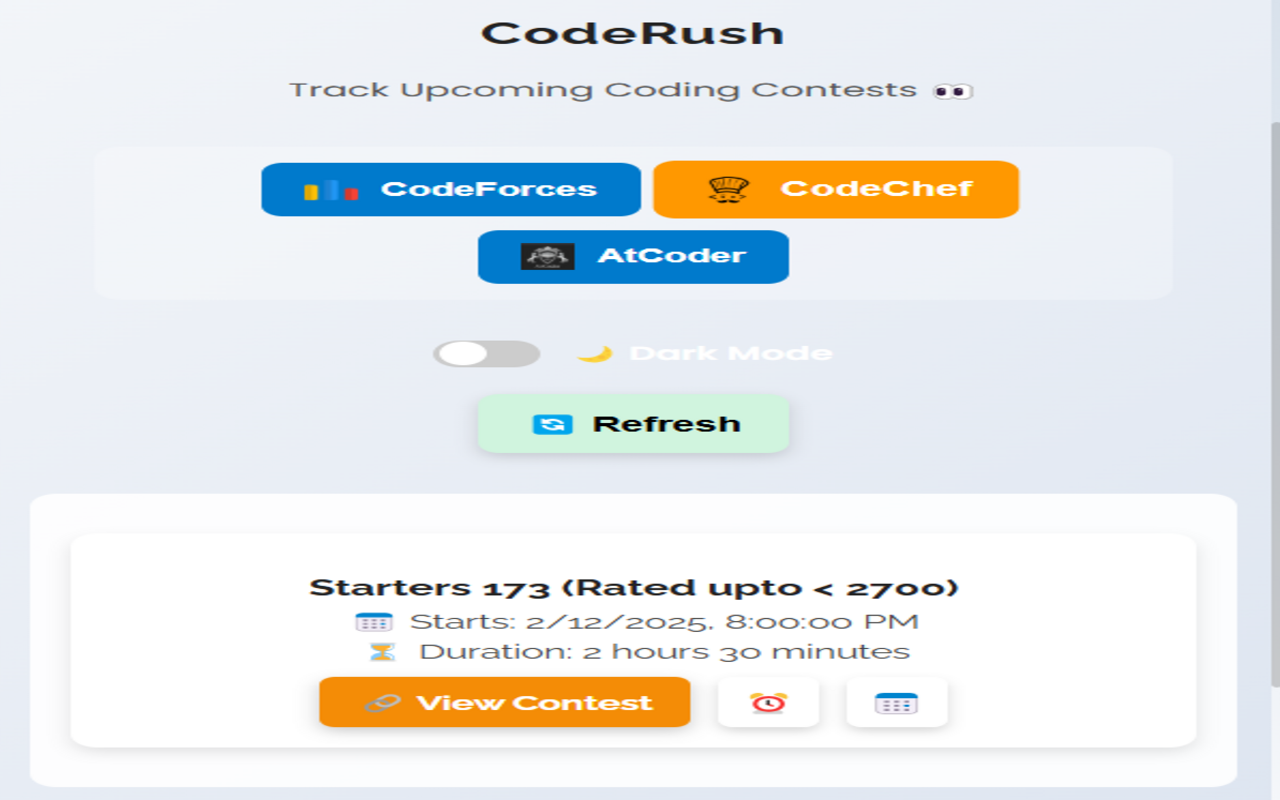 CodeRush
Track Upcoming Coding Contests 👀
CodeForces
CodeChef
AtCoder
🌙 Dark Mode
🔄 Refresh
Starters 173 (Rated upto < 2700)
📅 Starts: 2/12/2025, 8:00:00 PM
⏳ Duration: 2 hours 30 minutes
🔗 View Contest